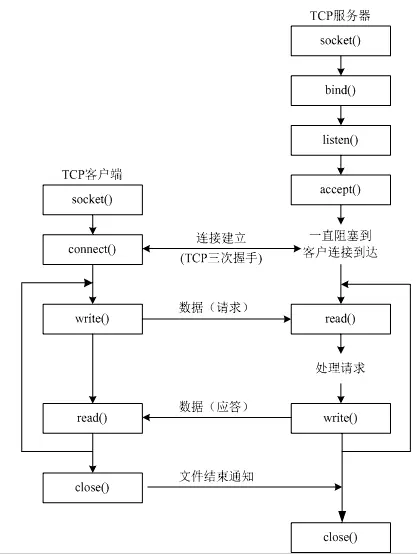 TCP服务器
socket()
bind()
listen()
TCP客户端
accept()
socket()
连接建立
一直阻塞到
connect()
(TCP三次握手)
客户连接到达
数据（请求）
write()
read()
处理请求
数据（应答）
read()
write()
文件结束通知
close()
close()